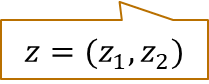 z = (z₁, z₂)